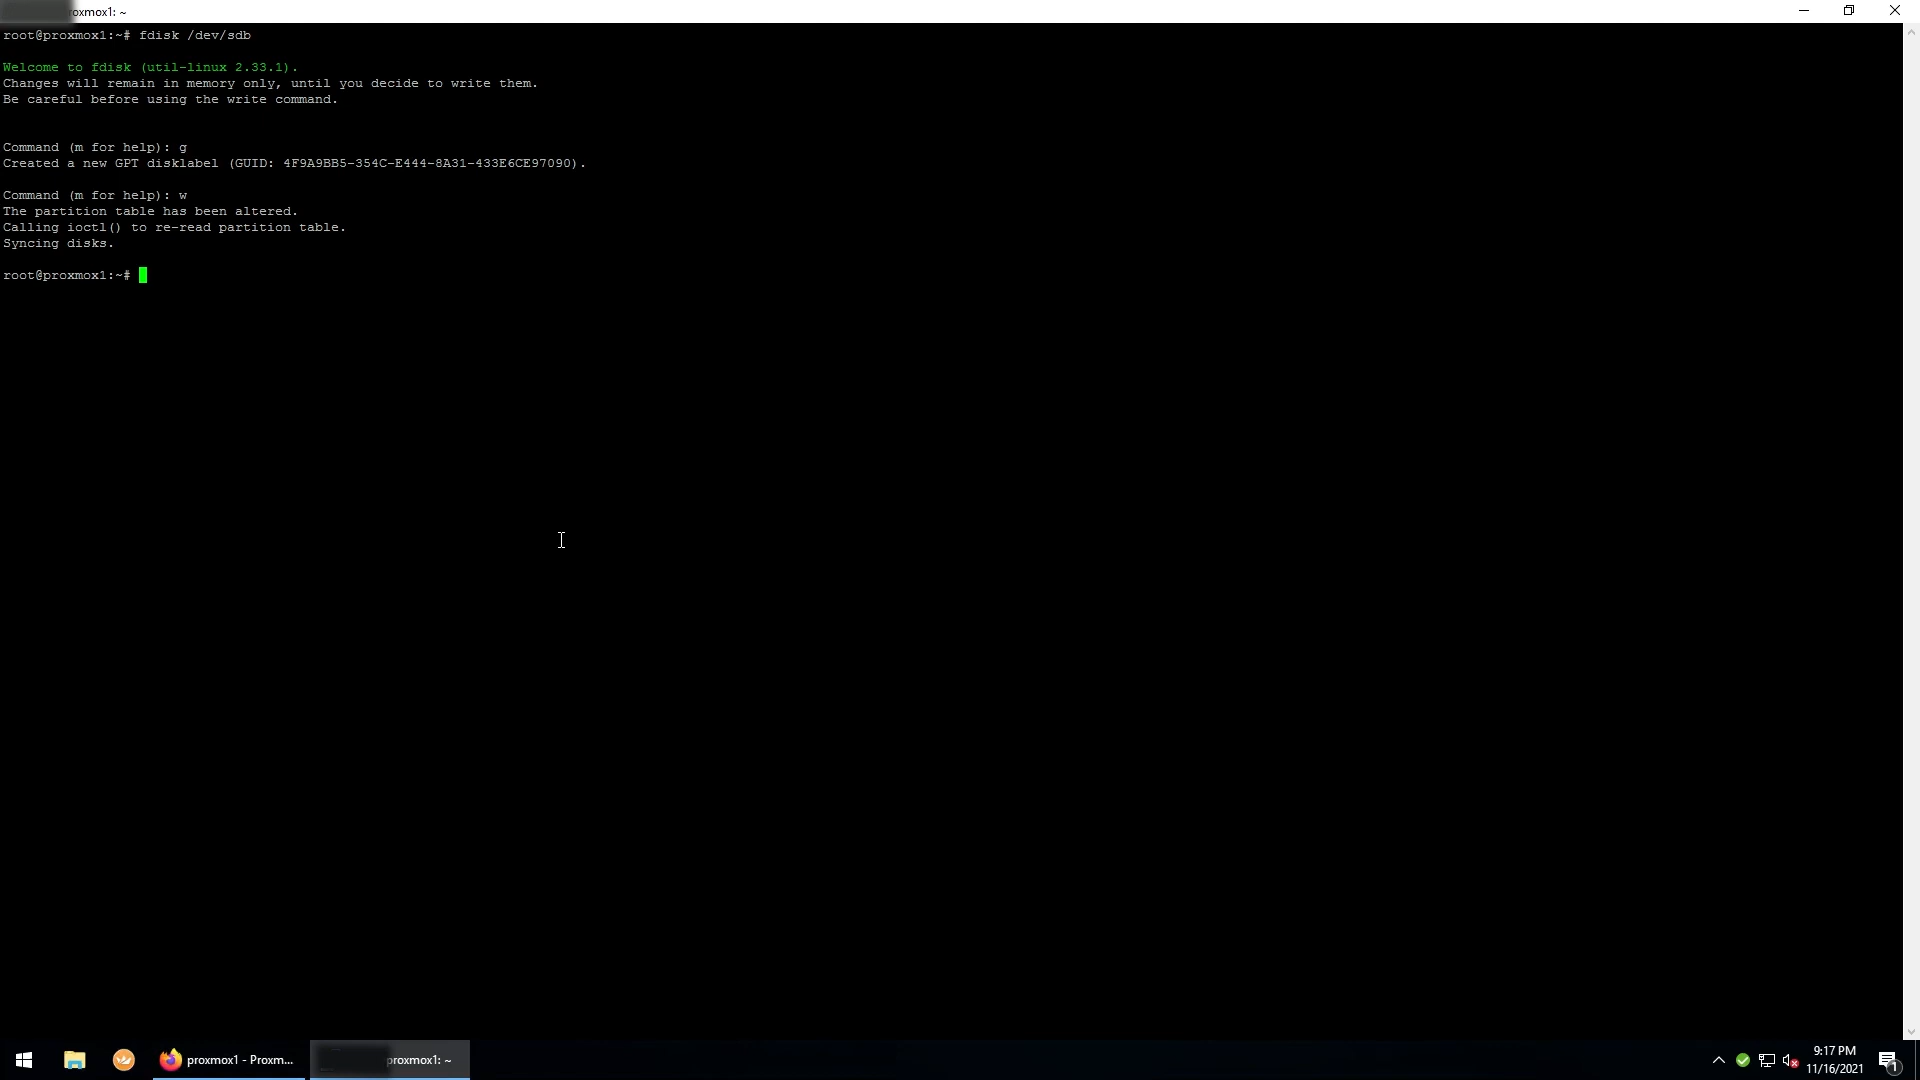 roxmox1: ~
root@proxmox1:~# fdisk /dev/sdb
Welcome to fdisk (util-linux 2.33.1).
Changes will remain in memory only, until you decide to write them.
Be careful before using the write command.
Command (m for help): g
Created a new GPT disklabel (GUID: 4F9A9BB5-354C-E444-8A31-433E6CE97090).
Command (m for help): w
The partition table has been altered.
Calling ioctl() to re-read partition table.
Syncing disks.
root@proxmox1:~#
proxmox1 - Proxm...
proxmox1: ~
9:17 PM
11/16/2021
1